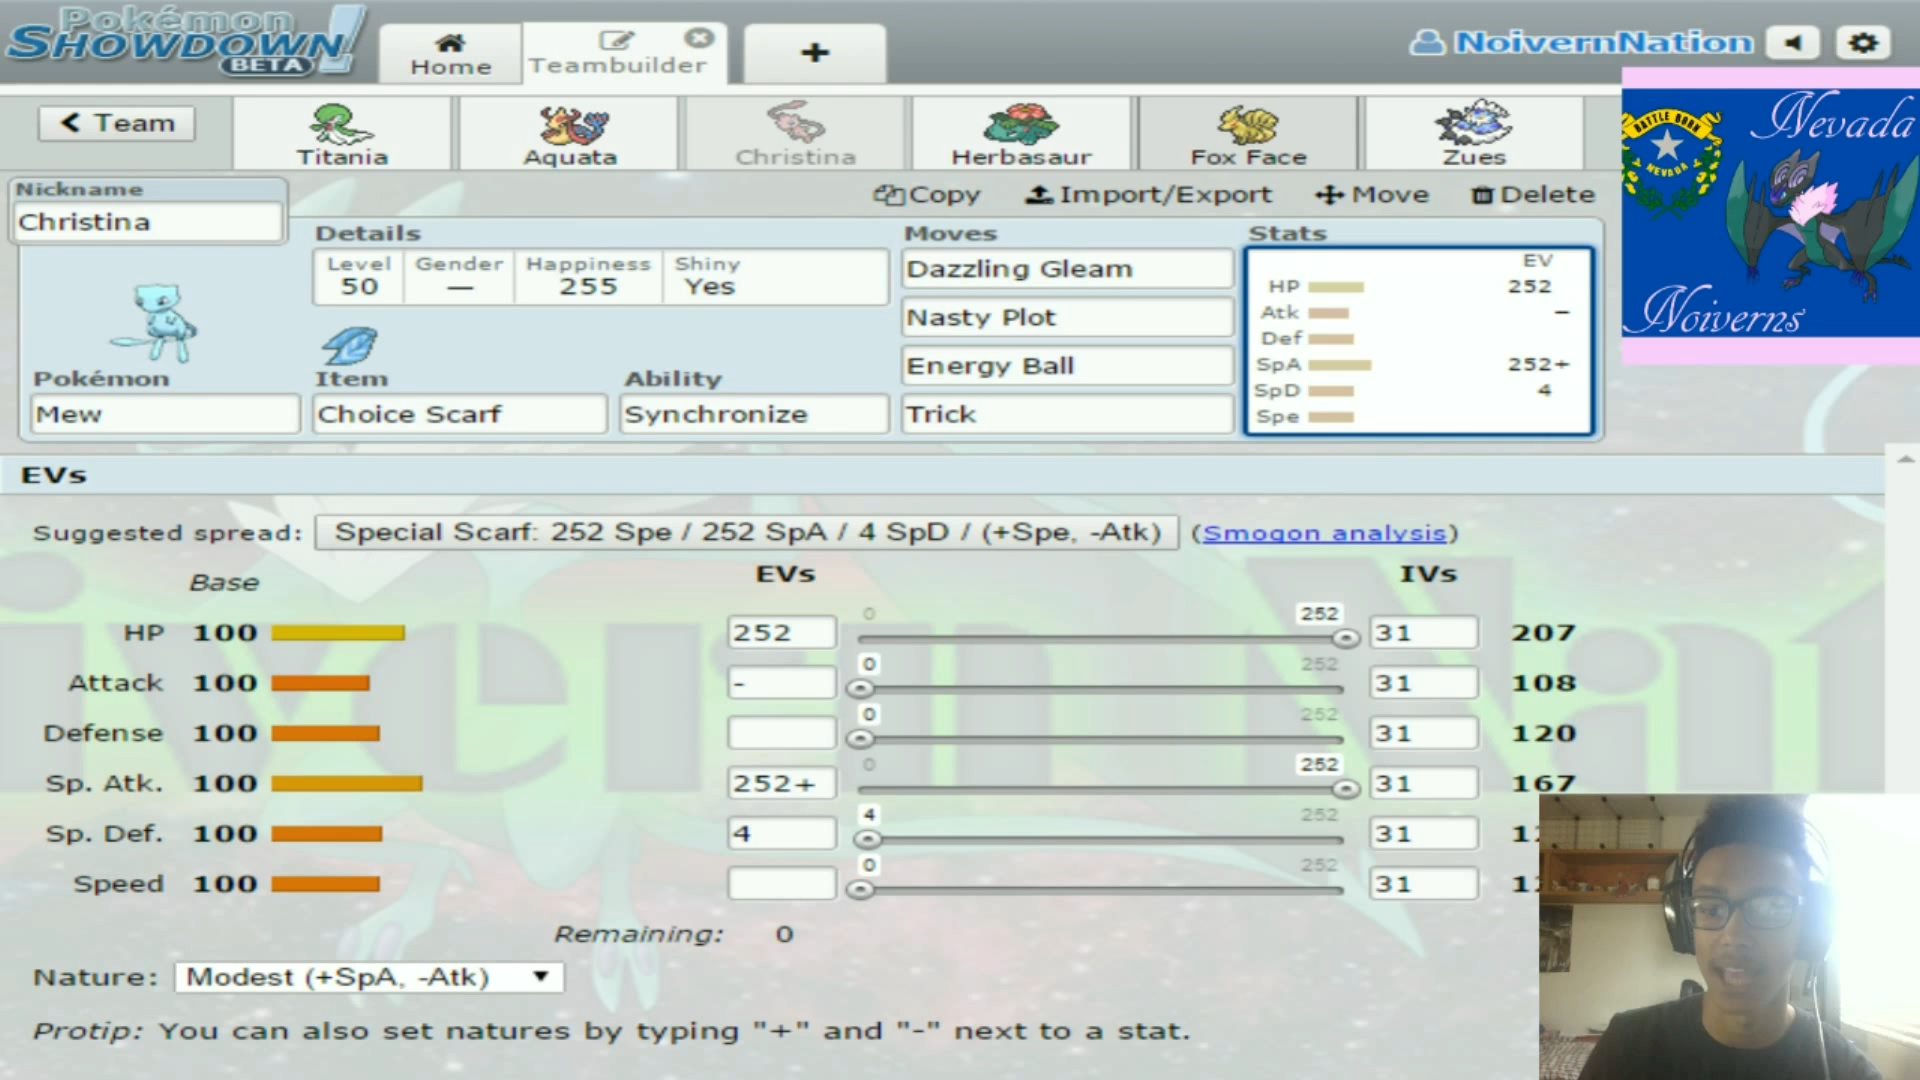 Pokémon
SHOWDOWN!
BETA
Home
Teambuilder
+
NoivernNation
Team
Titania
Aquata
Christina
Herbasaur
Fox Face
Zues
BATTLE BORN
NEVADA
Nevada
Noiverns
Nickname
Christina
Copy
Import/Export
Move
Delete
Details
Level Gender Happiness Shiny
50 — 255 Yes
Pokémon
Mew
Item
Choice Scarf
Ability
Synchronize
Moves
Dazzling Gleam
Nasty Plot
Energy Ball
Trick
Stats
EV
HP 252
Atk −
Def
SpA 252+
SpD 4
Spe
EVs
Suggested spread: Special Scarf: 252 Spe / 252 SpA / 4 SpD / (+Spe, -Atk) (Smogon analysis)
Base EVs IVs
0 252
HP 100 252 31 207
0 252
Attack 100 - 31 108
0 252
Defense 100 31 120
0 252
Sp. Atk. 100 252+ 31 167
4 252
Sp. Def. 100 4 31
0 252
Speed 100 31
Remaining: 0
Nature: Modest (+SpA, -Atk)
Protip: You can also set natures by typing "+" and "-" next to a stat.